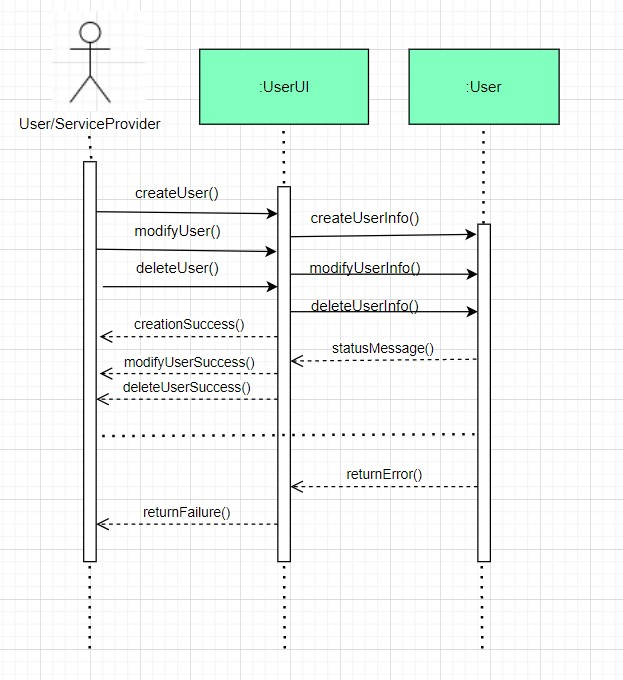 :UserUI
:User
User/ServiceProvider
createUser()
createUserInfo()
modifyUser()
modifyUserInfo()
deleteUser()
deleteUserInfo()
creationSuccess()
statusMessage()
modifyUserSuccess()
deleteUserSuccess()
returnError()
returnFailure()